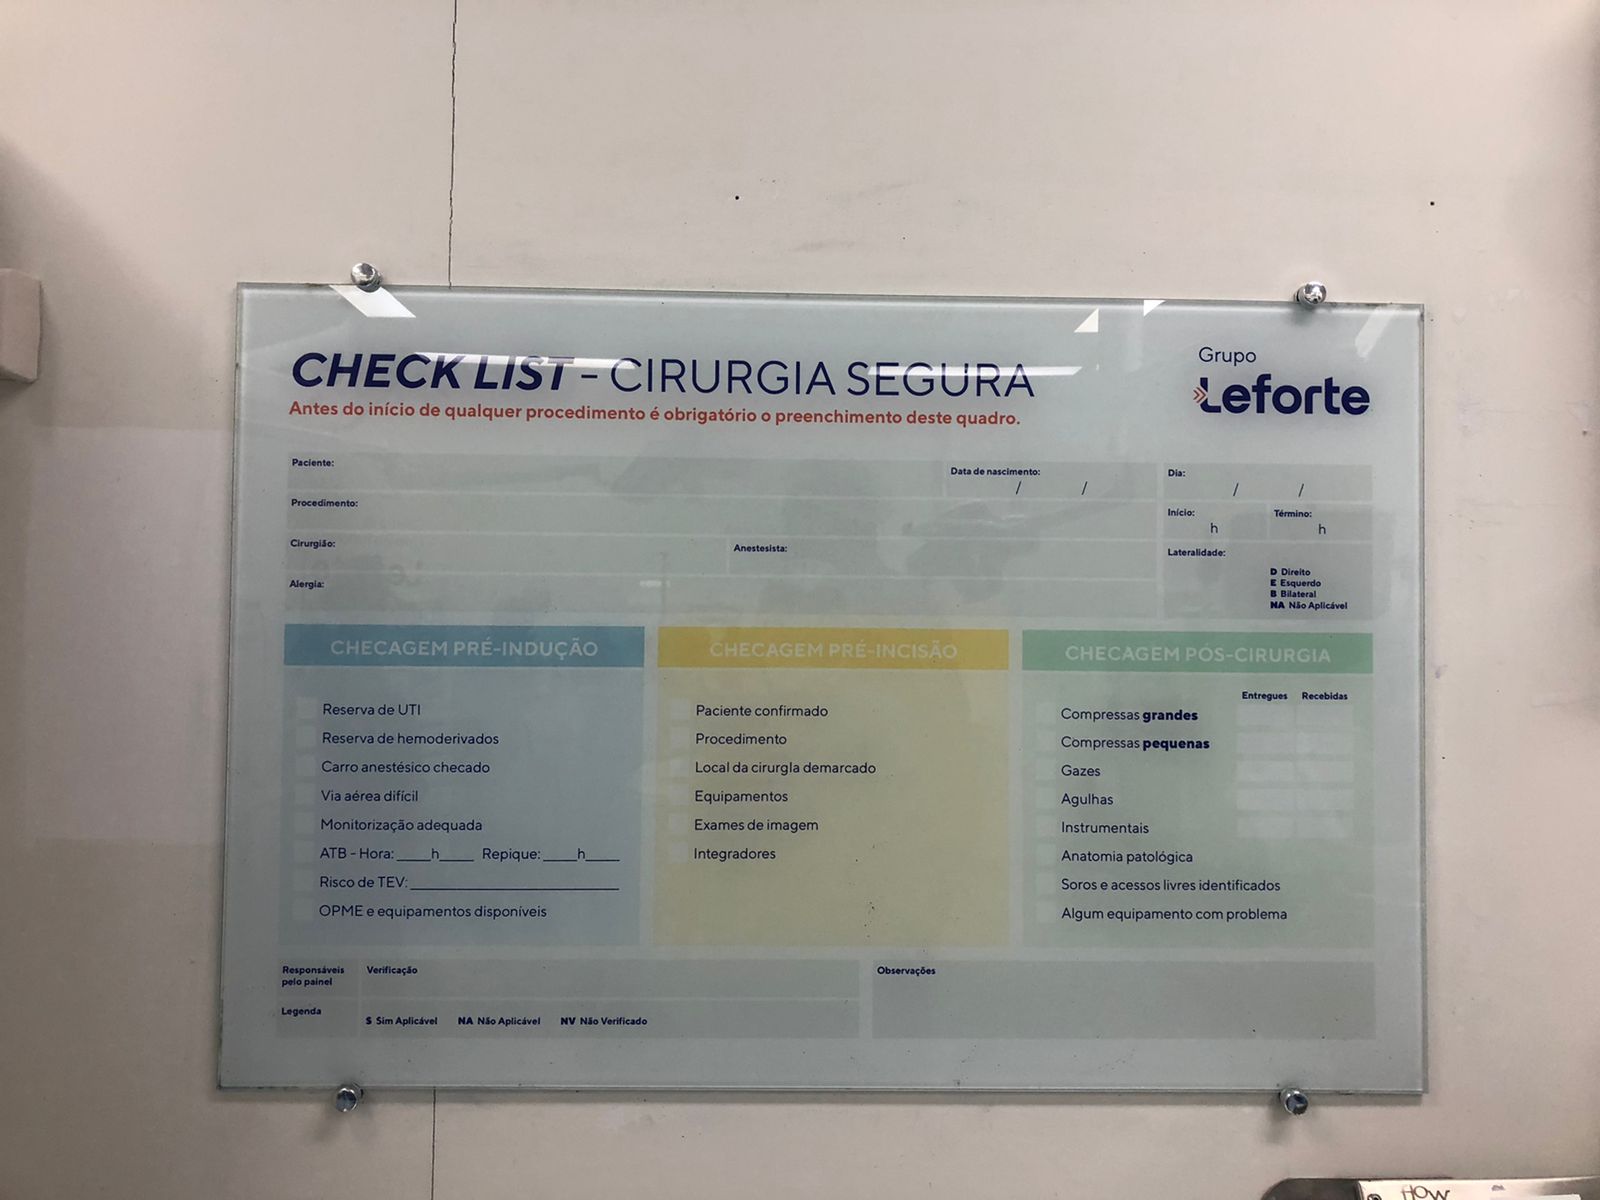 CHECK LIST - CIRURGIA SEGURA
Antes do início de qualquer procedimento é obrigatório o preenchimento deste quadro.
Grupo
Leforte
Paciente:
Data de nascimento:
/ /
Dia:
/ /
Procedimento:
Início:
h
Término:
h
Cirurgião:
Anestesista:
Lateralidade:
D Direito
E Esquerdo
B Bilateral
NA Não Aplicável
Alergia:
CHECAGEM PRÉ-INDUÇÃO
Reserva de UTI
Reserva de hemoderivados
Carro anestésico checado
Via aérea difícil
Monitorização adequada
ATB - Hora: ____h____ Repique: ____h____
Risco de TEV: ____
OPME e equipamentos disponíveis
CHECAGEM PRÉ-INCISÃO
Paciente confirmado
Procedimento
Local da cirurgia demarcado
Equipamentos
Exames de imagem
Integradores
CHECAGEM PÓS-CIRURGIA
Entregues Recebidas
Compressas grandes
Compressas pequenas
Gazes
Agulhas
Instrumentais
Anatomia patológica
Soros e acessos livres identificados
Algum equipamento com problema
Responsáveis
pelo painel
Verificação
Legenda
S Sim Aplicável NA Não Aplicável NV Não Verificado
Observações
HOW